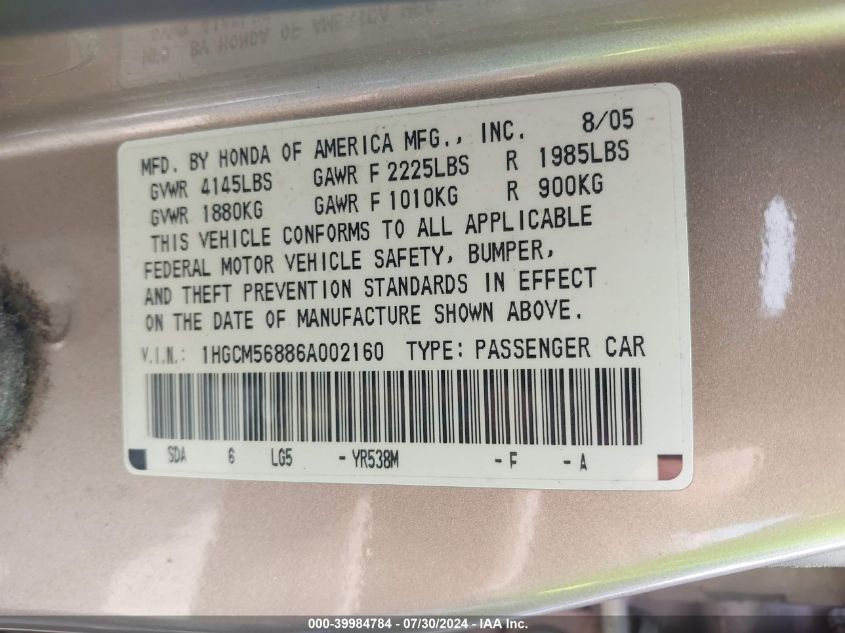 MFD. BY HONDA OF AMERICA MFG., INC. 8/05
GVWR 4145LBS GAWR F 2225LBS R 1985LBS
GVWR 1880KG GAWR F 1010KG R 900KG
THIS VEHICLE CONFORMS TO ALL APPLICABLE
FEDERAL MOTOR VEHICLE SAFETY, BUMPER,
AND THEFT PREVENTION STANDARDS IN EFFECT
ON THE DATE OF MANUFACTURE SHOWN ABOVE.
V.I.N.: 1HGCM56886A002160 TYPE: PASSENGER CAR
SDA 6 LG5 - YR538M - F - A
000-39984784 / 07/30/2024 - IAA Inc.